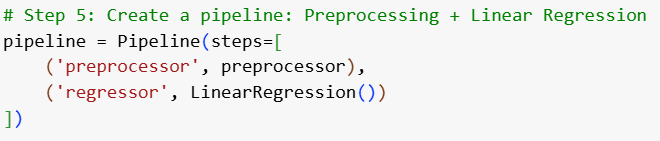 # Step 5: Create a pipeline: Preprocessing + Linear Regression
pipeline = Pipeline(steps=[
    ('preprocessor', preprocessor),
    ('regressor', LinearRegression())
])